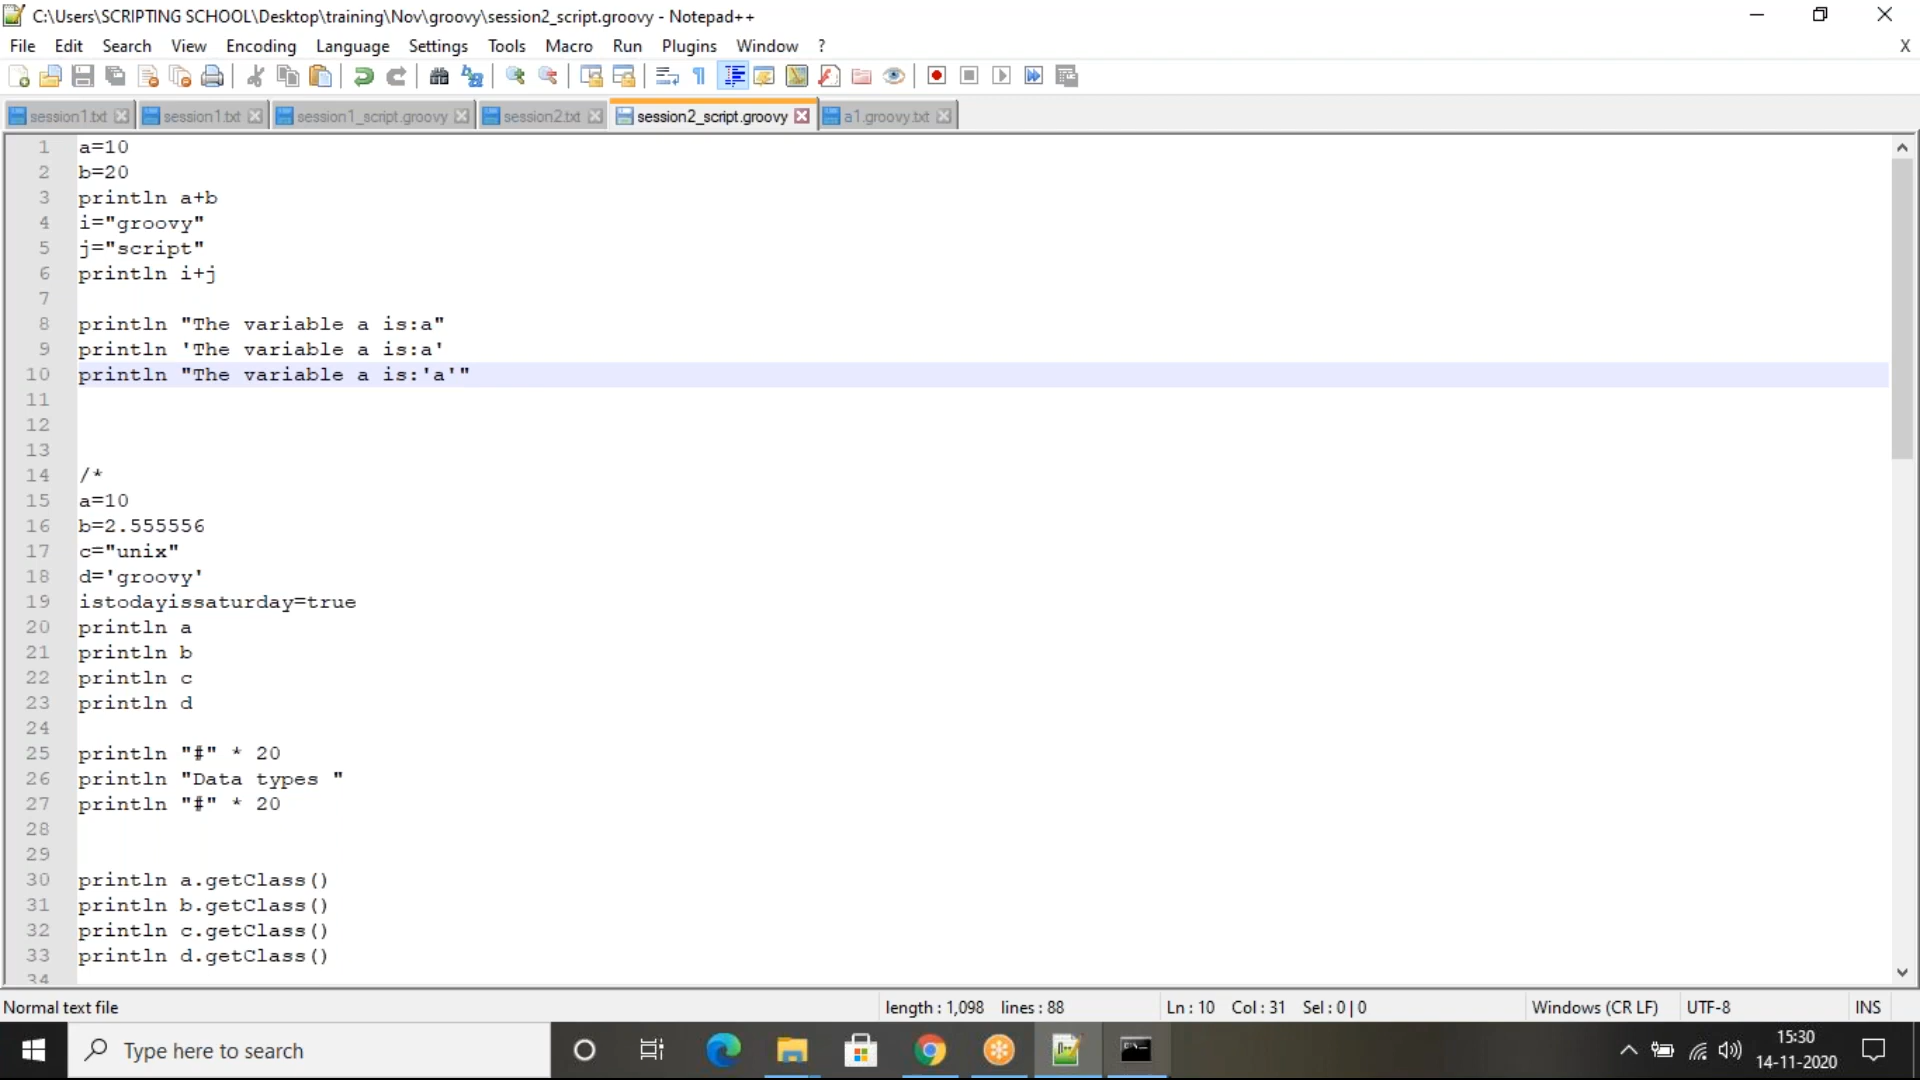 C:\Users\SCRIPTING SCHOOL\Desktop\training\Nov\groovy\session2_script.groovy - Notepad++
File Edit Search View Encoding Language Settings Tools Macro Run Plugins Window ? X
session1.txt session1.txt session1_script.groovy session2.txt session2_script.groovy a1.groovy.txt
1 a=10
2 b=20
3 println a+b
4 i="groovy"
5 j="script"
6 println i+j
7
8 println "The variable a is:a"
9 println 'The variable a is:a'
10 println "The variable a is:'a'"
11
12
13
14 /*
15 a=10
16 b=2.555556
17 c="unix"
18 d='groovy'
19 istodayissaturday=true
20 println a
21 println b
22 println c
23 println d
24
25 println "#" * 20
26 println "Data types "
27 println "#" * 20
28
29
30 println a.getClass()
31 println b.getClass()
32 println c.getClass()
33 println d.getClass()
34
Normal text file length : 1,098 lines : 88 Ln : 10 Col : 31 Sel : 0 | 0 Windows (CR LF) UTF-8 INS
Type here to search
15:30
14-11-2020